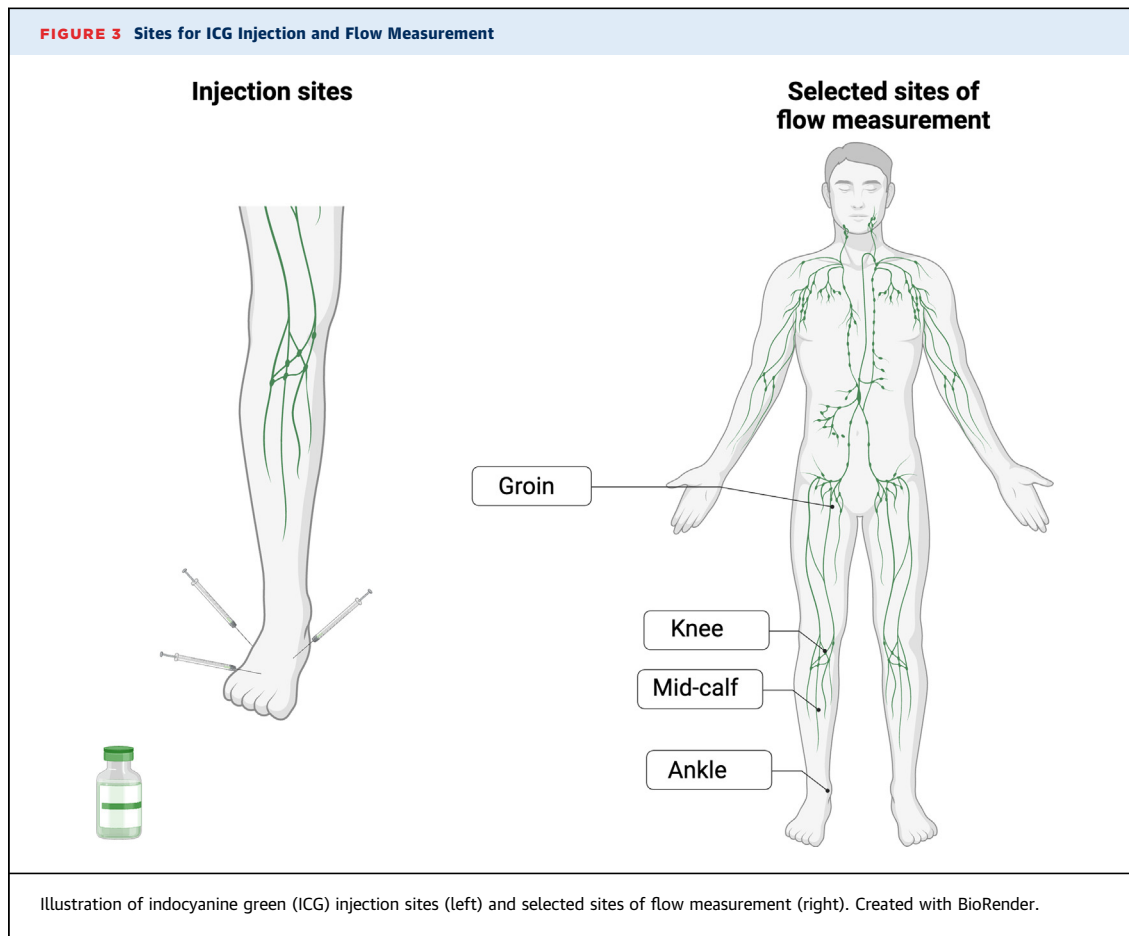 FIGURE 3 Sites for ICG Injection and Flow Measurement
Injection sites
Selected sites of
flow measurement
Groin
Knee
Mid-calf
Ankle
Illustration of indocyanine green (ICG) injection sites (left) and selected sites of flow measurement (right). Created with BioRender.